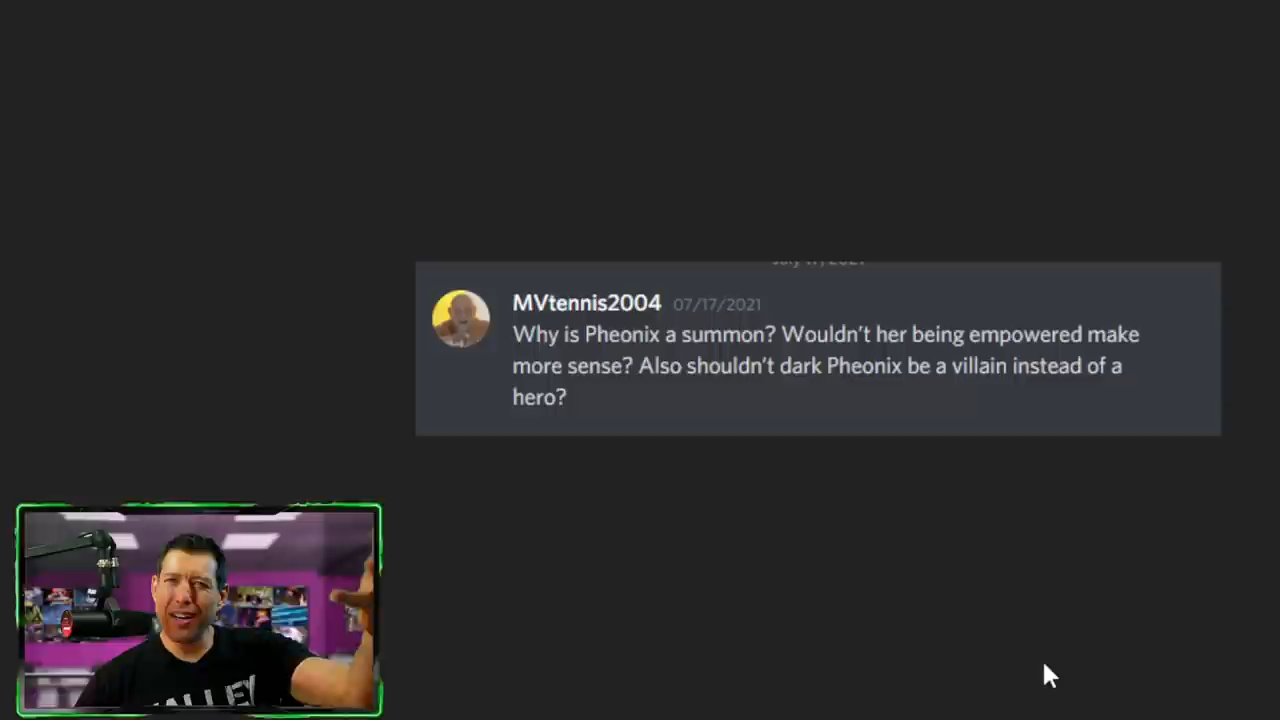 MVtennis2004 07/17/2021
Why is Pheonix a summon? Wouldn't her being empowered make
more sense? Also shouldn't dark Pheonix be a villain instead of a
hero?